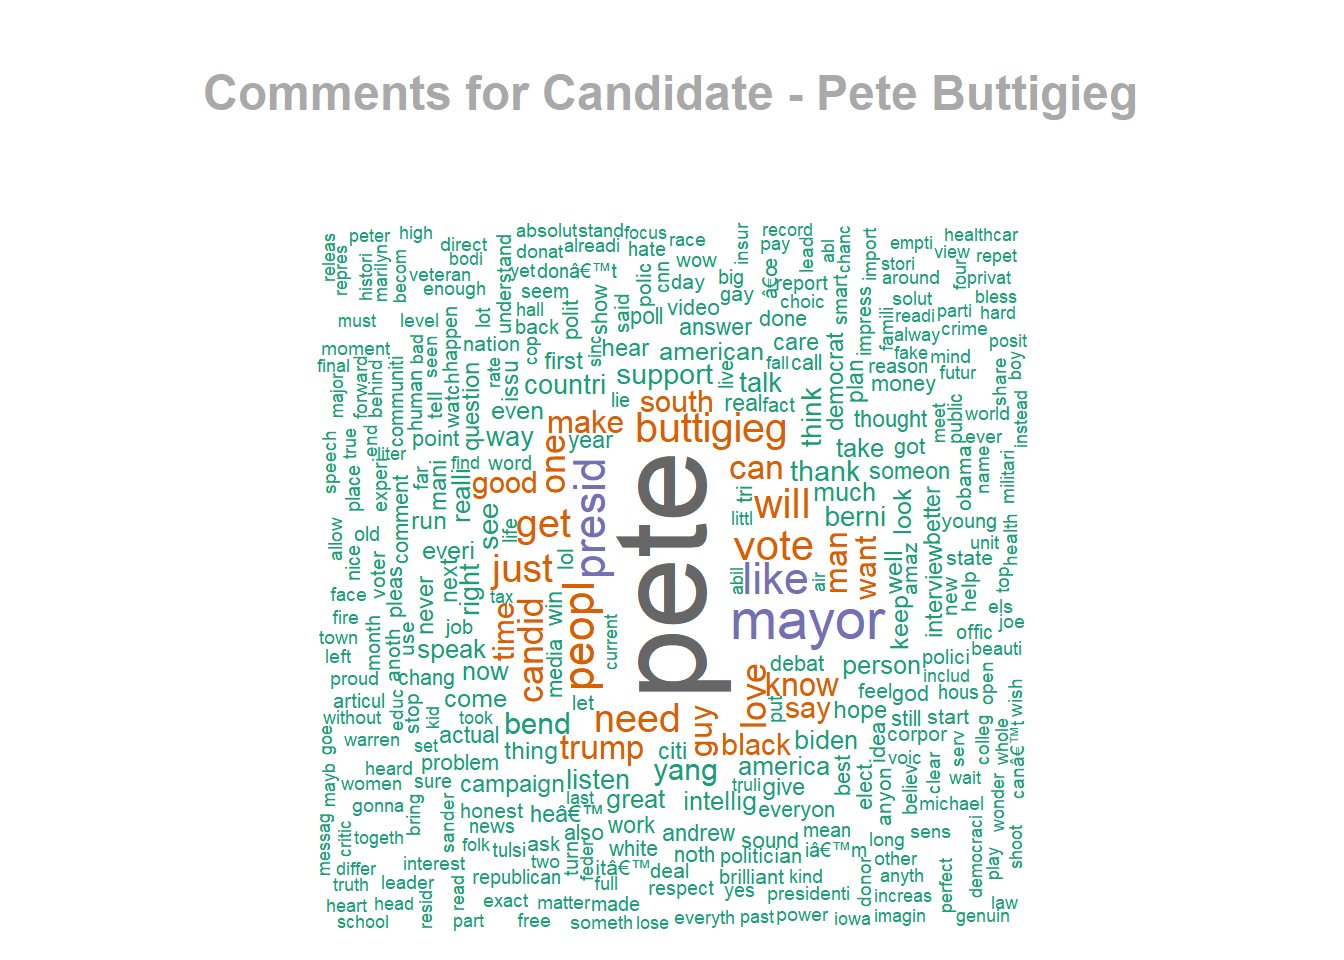 Comments for Candidate - Pete Buttigieg
releas
repres
peter
high
histori
marilyn
becom
direct
bodi
veteran
enough
understand
absolut
stand
focus
donat
alreadi
hate
race
yet
donâ€™t
seem
polic
cnn
wow
day
big
insur
record
pay
lead
abl
chanc
â€œ
report
gay
choic
smart
import
empti
healthcar
view
repet
stori
around
four
privat
bless
solut
impress
famili
readi
parti
hard
must
level
lot
hall
back
polit
sinc
show
said
poll
video
answer
done
alway
crime
moment
final
major
forward
behind
communiti
human
bad
seen
tell
happen
watch
nation
question
rate
issu
cop
first
hear
american
care
fall
call
democrat
plan
reason
fake
mind
posit
futur
money
share
boy
countri
support
live
talk
lie
south
real
fact
think
thought
meet
public
world
instead
ever
speech
true
end
liter
point
even
way
make
year
buttigieg
take
got
place
experi
far
mani
find
word
realli
good
one
presid
pete
can
thank
someon
obama
name
militari
comment
run
see
life
get
tri
littl
will
much
berni
look
better
young
allow
old
nice
voter
pleas
everi
next
right
just
lol
vote
man
want
well
amaz
interview
state
unit
health
face
never
tax
peopl
like
abil
air
keep
new
help
top
fire
town
left
month
anoth
use
job
speak
time
candid
win
media
current
mayor
els
joe
offic
beauti
proud
chang
now
debat
person
polici
includ
open
wish
articul
educ
stop
kid
come
let
love
know
put
say
hope
feel
god
hous
without
goe
warren
took
set
actual
bend
need
guy
black
biden
idea
still
start
corpor
voic
serv
colleg
whole
canâ€™t
thing
trump
citi
heard
problem
yang
america
best
elect.
anyon
believ
clear
wait
mayb
women
sure
campaign
listen
truli
give
gonna
bring
sander
honest
last
great
intellig
everyon
michael
wonder
messag
critic
togeth
news
heâ€™
also
work
andrew
sound
mean
long
sens
democraci
play
shoot
folk
tulsi
ask
turn
feder
white
noth
politician
iâ€™m
other
differ
interest
two
itâ€™
deal
anyth
truth
leader
republican
full
respect
brilliant
kind
donor
perfect
heart
head
resid
read
exact
matter
made
yes
presidenti
increas
law
school
part
free
someth
lose
everyth
past
power
iowa
imagin
genuin